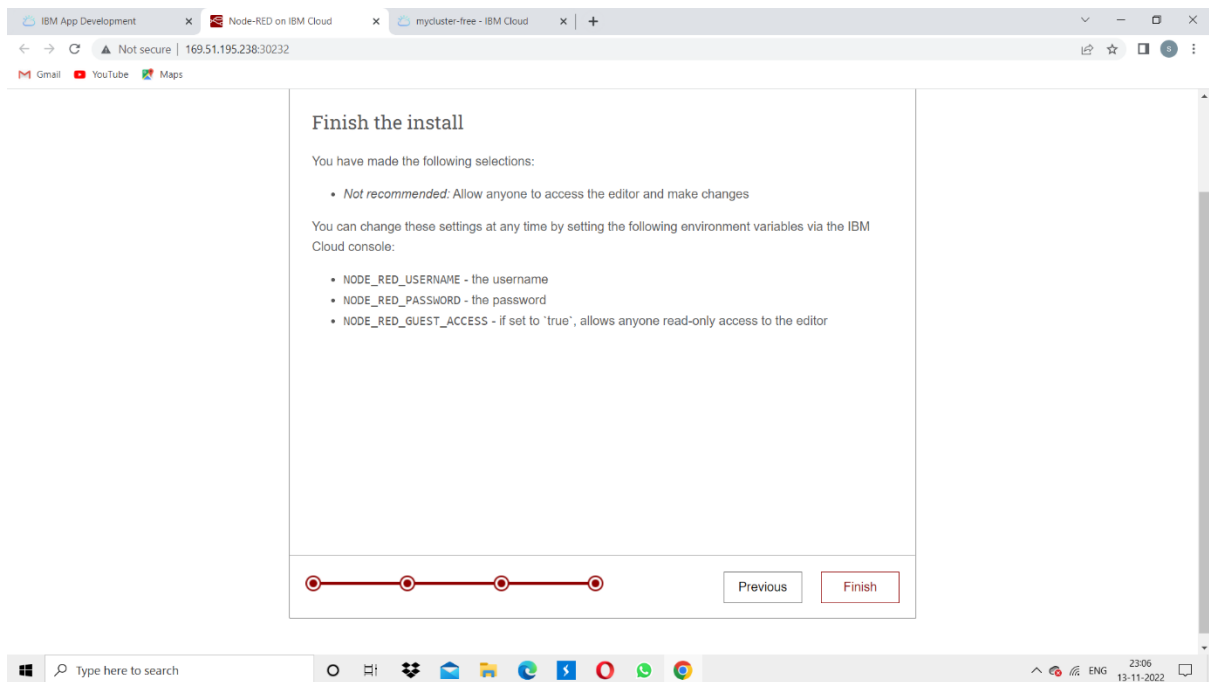 IBM App Development
Node-RED on IBM Cloud
mycluster-free - IBM Cloud
Not secure | 169.51.195.238:30232
S
Gmail YouTube Maps
Finish the install
You have made the following selections:
• Not recommended: Allow anyone to access the editor and make changes
You can change these settings at any time by setting the following environment variables via the IBM
Cloud console:
• NODE_RED_USERNAME - the username
• NODE_RED_PASSWORD - the password
• NODE_RED_GUEST_ACCESS - if set to `true`, allows anyone read-only access to the editor
Previous
Finish
Type here to search
ENG
23:06
13-11-2022